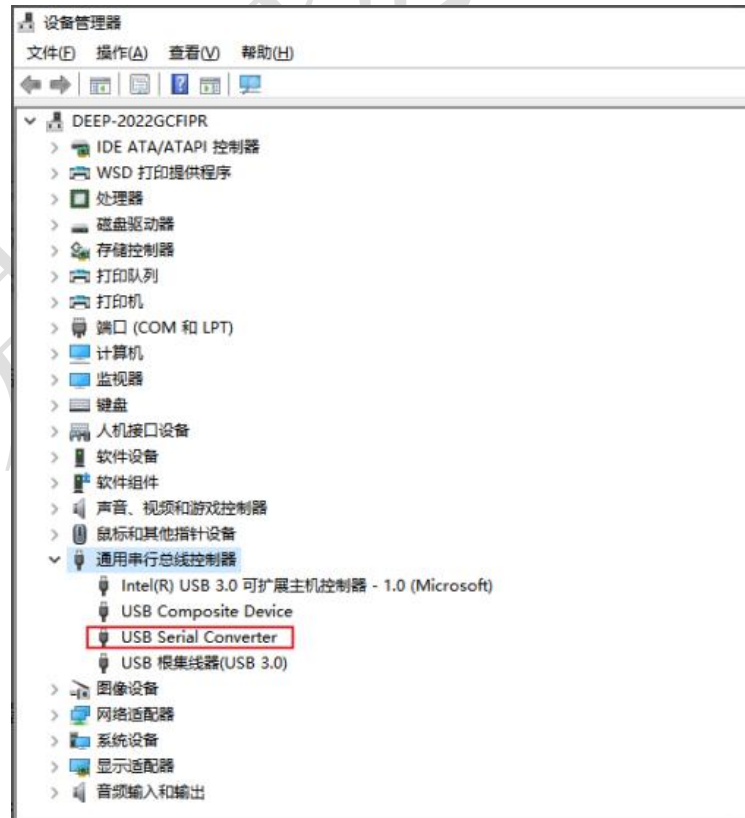 设备管理器
文件(F) 操作(A) 查看(V) 帮助(H)
DEEP-2022GCFIPR
IDE ATA/ATAPI 控制器
WSD 打印提供程序
处理器
磁盘驱动器
存储控制器
打印队列
打印机
端口 (COM 和 LPT)
计算机
监视器
键盘
人机接口设备
软件设备
软件组件
声音、视频和游戏控制器
鼠标和其他指针设备
通用串行总线控制器
Intel(R) USB 3.0 可扩展主机控制器 - 1.0 (Microsoft)
USB Composite Device
USB Serial Converter
USB 根集线器(USB 3.0)
图像设备
网络适配器
系统设备
显示适配器
音频输入和输出